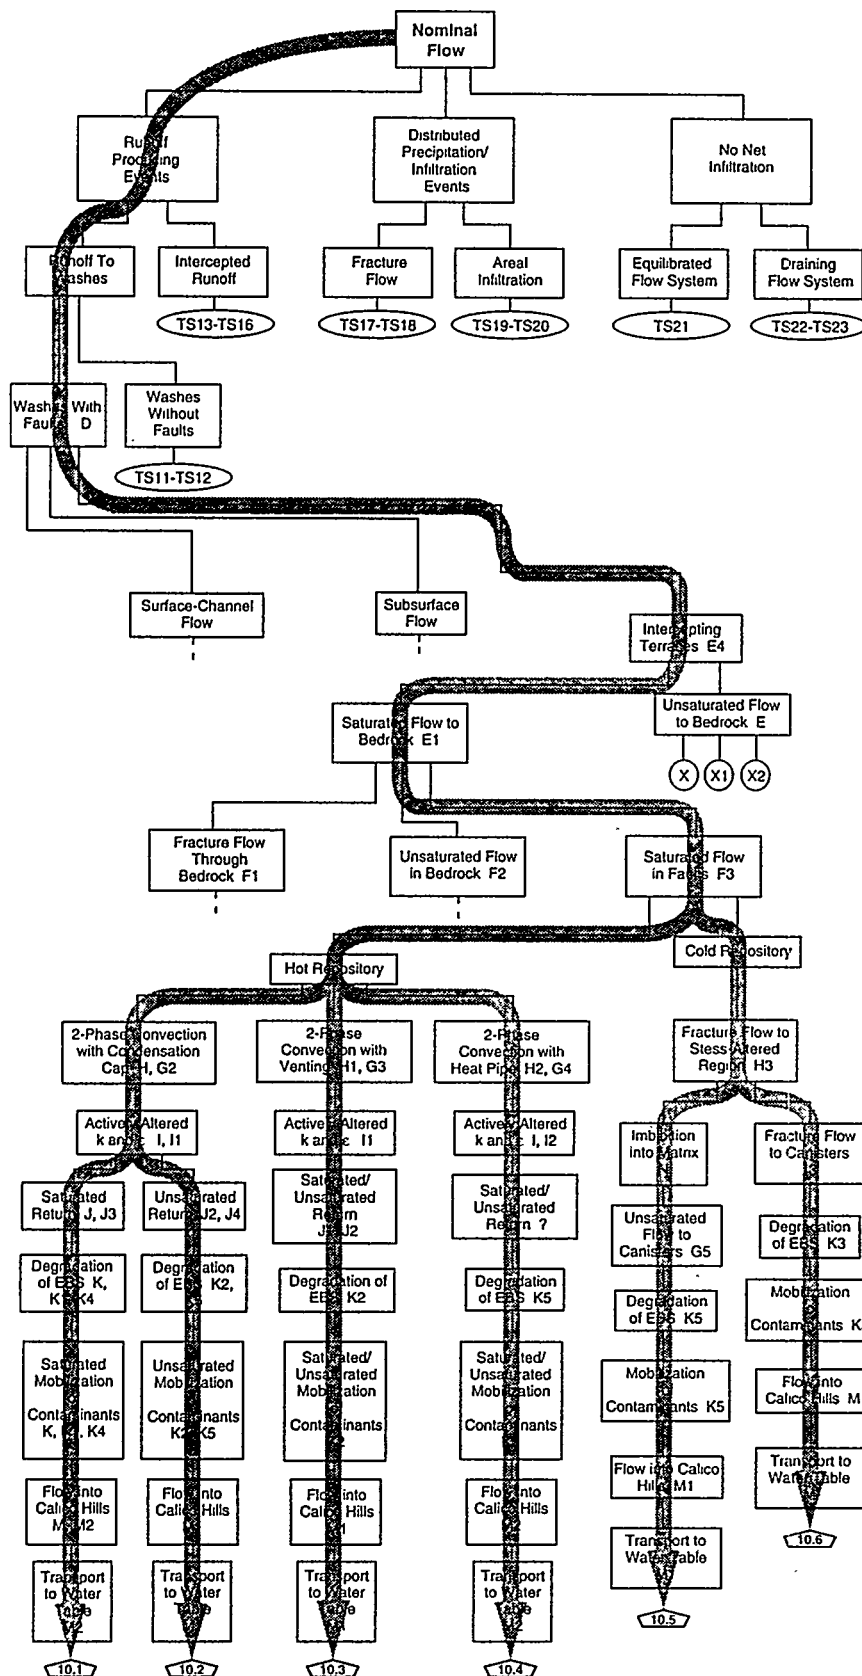 Nominal
Flow
Runoff
Producing
Events
Distributed
Precipitation/
Infiltration
Events
No Net
Infiltration
Runoff To
Washes
Intercepted
Runoff
Fracture
Flow
Areal
Infiltration
Equilibrated
Flow System
Draining
Flow System
TS13-TS16
TS17-TS18
TS19-TS20
TS21
TS22-TS23
Washes With
Faults D
Washes
Without
Faults
TS11-TS12
Surface-Channel
Flow
Subsurface
Flow
Intercepting
Terraces E4
Saturated Flow to
Bedrock E1
Unsaturated Flow
to Bedrock E
X
X1
X2
Fracture Flow
Through
Bedrock F1
Unsaturated Flow
in Bedrock F2
Saturated Flow
in Faults F3
Hot Repository
Cold Repository
2-Phase Convection
with Condensation
Cap H, G2
2-Phase
Convection with
Venting H1, G3
2-Phase
Convection with
Heat Pipe H2, G4
Fracture Flow to
Stess Altered
Region H3
Actively Altered
k and ε I, I1
Actively Altered
k and ε I1
Actively Altered
k and ε I, I2
Imbibition
into Matrix
Fracture Flow
to Canisters
Saturated
Return J, J3
Unsaturated
Return J2, J4
Saturated/
Unsaturated
Return
J2
Saturated/
Unsaturated
Return ?
Unsaturated
Flow to
Canisters G5
Degradation
of EBS K3
Degradation
of EBS K,
K4
Degradation
of EBS K2,
Degradation of
EBS K2
Degradation
of EBS K5
Degradation
of EBS K5
Mobilization
Contaminants
Saturated
Mobilization
Contaminants
K, K4
Unsaturated
Mobilization
Contaminants
K2, K5
Saturated/
Unsaturated
Mobilization
Contaminants
Saturated/
Unsaturated
Mobilization
Contaminants
Mobilization
Contaminants K5
Flow into
Calico Hills M
Flow into
Calico Hills
M2
Flow into
Calico Hills
Flow into
Calico Hills
Flow into
Calico Hills
Flow into Calico
Hills M1
Transport to
Water Table
10.6
Transport
to Water
Table
M2
Transport
to Water
Table
Transport
to Water
Table
Transport
to Water
Table
Transport to
Water Table
10.5
10.1
10.2
10.3
10.4